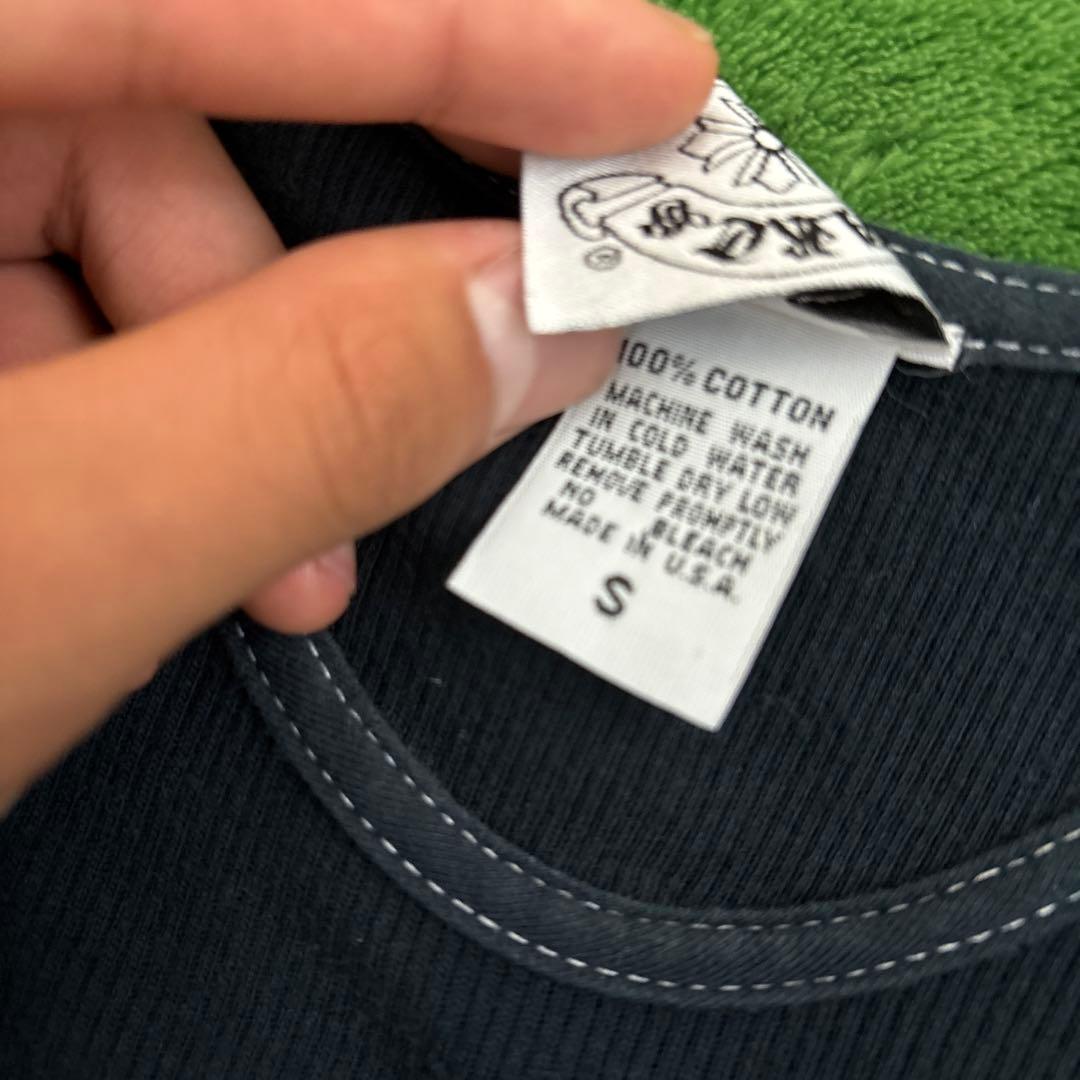 ®
100% COTTON
MACHINE WASH
IN COLD WATER
TUMBLE DRY LOW
REMOVE PROMPTLY
NO BLEACH
MADE IN U.S.A.
S